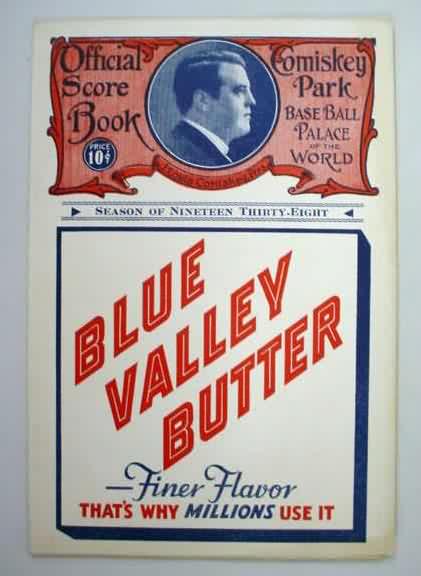 Official
Score
Book
PRICE
10¢
Comiskey
Park
BASE BALL
PALACE
OF THE
WORLD
SEASON OF NINETEEN THIRTY-EIGHT
BLUE
VALLEY
BUTTER
—Finer Flavor
THAT'S WHY MILLIONS USE IT